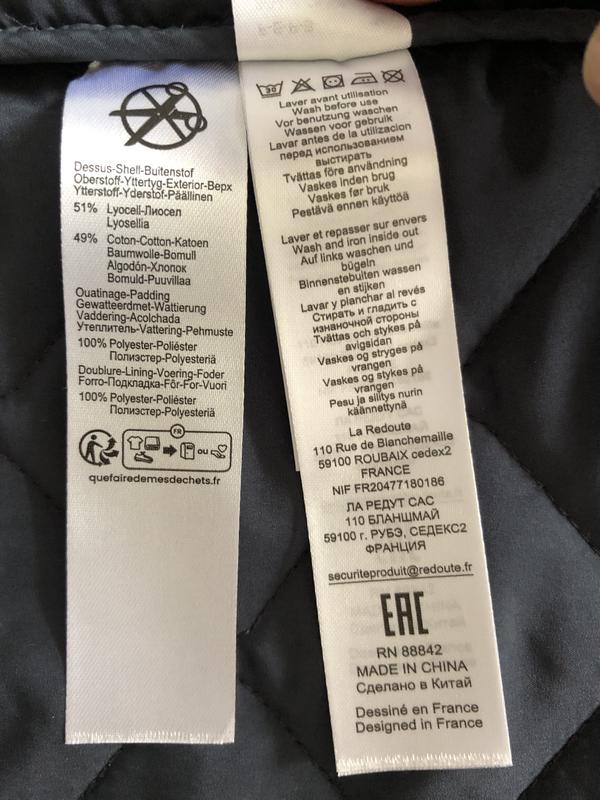 Dessus-Shell-Buitenstof
Oberstoff-Yttertyg-Exterior-Верх
Ytterstoff-Yderstof-Päällinen
51% Lyocell-Лиосел
Lyosellia
49% Coton-Cotton-Katoen
Baumwolle-Bomull
Algodón-Хлопок
Bomuld-Puuvillaa
Ouatinage-Padding
Gewatteerdmet-Wattierung
Vaddering-Acolchada
Утеплитель-Vattering-Pehmuste
100% Polyester-Poliéster
Полиэстер-Polyesteriä
Doublure-Lining-Voering-Foder
Forro-Подкладка-Fôr-For-Vuori
100% Polyester-Poliéster
Полиэстер-Polyesteriä
FR
ou
quefairedemesdechets.fr
30
Laver avant utilisation
Wash before use
Vor benutzung waschen
Wassen voor gebruik
Lavar antes de la utilizacion
перед использованием
выстирать
Tvättas före användning
Vaskes inden brug
Vaskes før bruk
Pestävä ennen käyttöä
Laver et repasser sur envers
Wash and iron inside out
Auf links waschen und
bügeln
Binnenstebuiten wassen
en stijken
Lavar y planchar al revés
Стирать и гладить с
изнаночной стороны
Tvättas och stykes på
avigsidan
Vaskes og stryges på
vrangen
Vaskes og stykes på
vrangen
Pesu ja silitys nurin
käännettynä
La Redoute
110 Rue de Blanchemaille
59100 ROUBAIX cedex2
FRANCE
NIF FR20477180186
ЛА РЕДУТ САС
110 БЛАНШМАЙ
59100 г. РУБЭ, СЕДЕКС2
ФРАНЦИЯ
securiteproduit@redoute.fr
EAC
RN 88842
MADE IN CHINA
Сделано в Китай
Dessiné en France
Designed in France